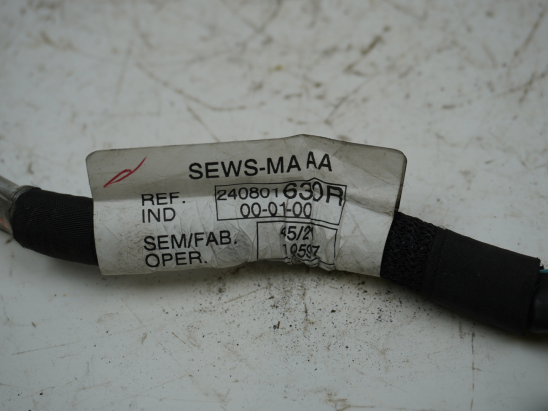 SEWS-MA AA
REF. 240801630R
IND 00-01-00
SEM/FAB. 45/21
OPER. 10597